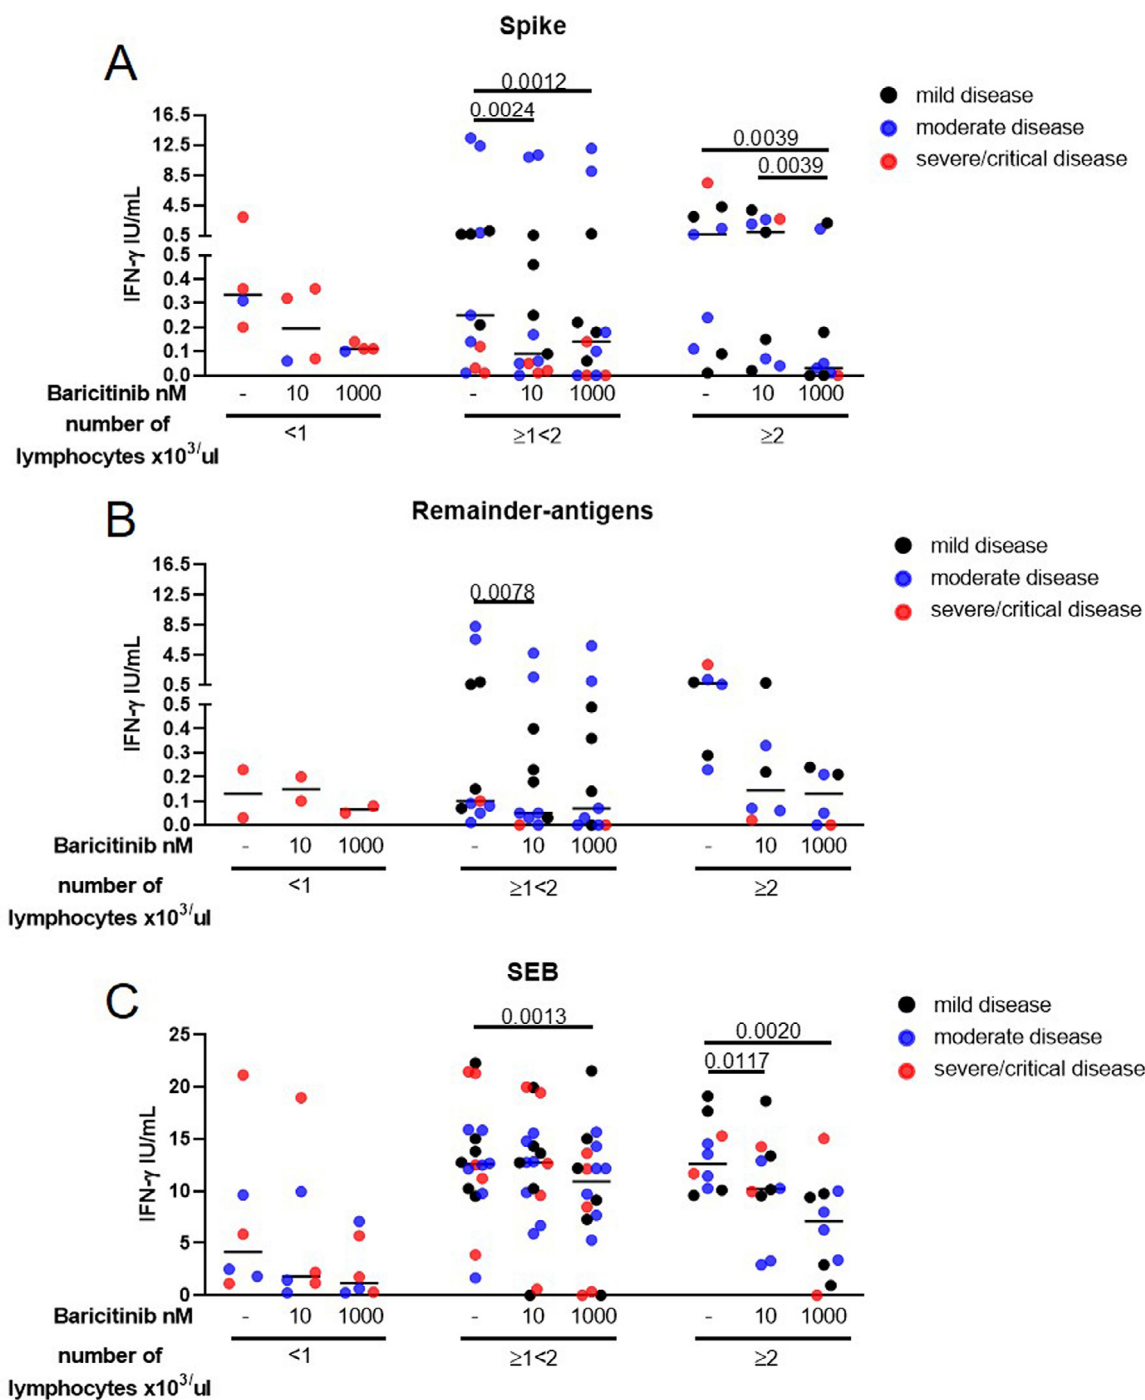 Spike
A
0.0012
0.0024
0.0039
0.0039
mild disease
moderate disease
severe/critical disease
16.5
12.5
8.5
4.5
0.5
0.5
0.4
0.3
0.2
0.1
0.0
IFN-γ IU/mL
Baricitinib nM - 10 1000 - 10 1000 - 10 1000
number of lymphocytes x10³/ul <1 ≥1<2 ≥2
B
Remainder-antigens
0.0078
mild disease
moderate disease
severe/critical disease
16.5
12.5
8.5
4.5
0.5
0.5
0.4
0.3
0.2
0.1
0.0
IFN-γ IU/mL
Baricitinib nM - 10 1000 - 10 1000 - 10 1000
number of lymphocytes x10³/ul <1 ≥1<2 ≥2
SEB
C
0.0013
0.0020
0.0117
mild disease
moderate disease
severe/critical disease
25
20
15
10
5
0
IFN-γ IU/mL
Baricitinib nM - 10 1000 - 10 1000 - 10 1000
number of lymphocytes x10³/ul <1 ≥1<2 ≥2